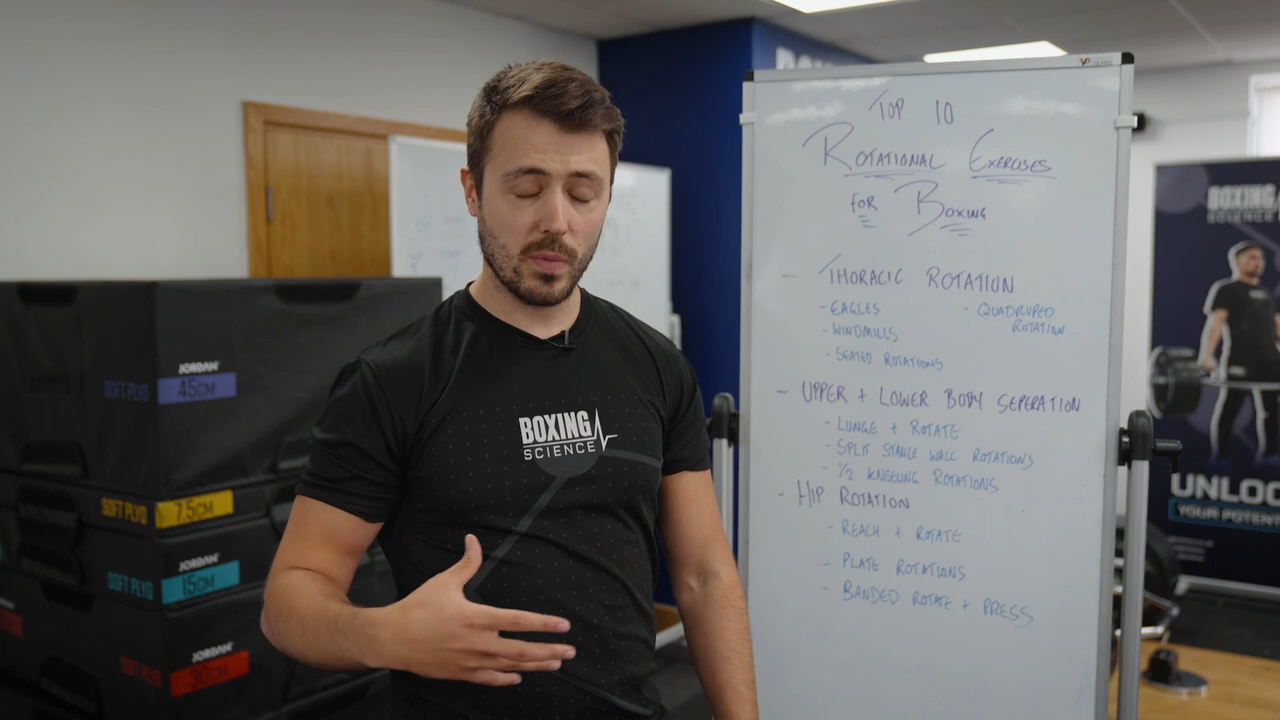 TOP 10
ROTATIONAL EXERCISES
FOR BOXING
- THORACIC ROTATION
- EAGLES
- WINDMILLS
- SEATED ROTATIONS
- QUADRUPED
ROTATION
- UPPER + LOWER BODY SEPERATION
- LUNGE + ROTATE
- SPLIT STANCE WALL ROTATIONS
- 1/2 KNEELING ROTATIONS
- HIP ROTATION
- REACH + ROTATE
- PLATE ROTATIONS
- BANDED ROTATE + PRESS
BOXING
SCIENCE
JORDAN
SOFT PLYO 45CM
SOFT PLYO 7.5CM
JORDAN
SOFT PLYO 15CM
JORDAN
30CM
BOXING
SCIENCE
UNLOC
YOUR POTENT